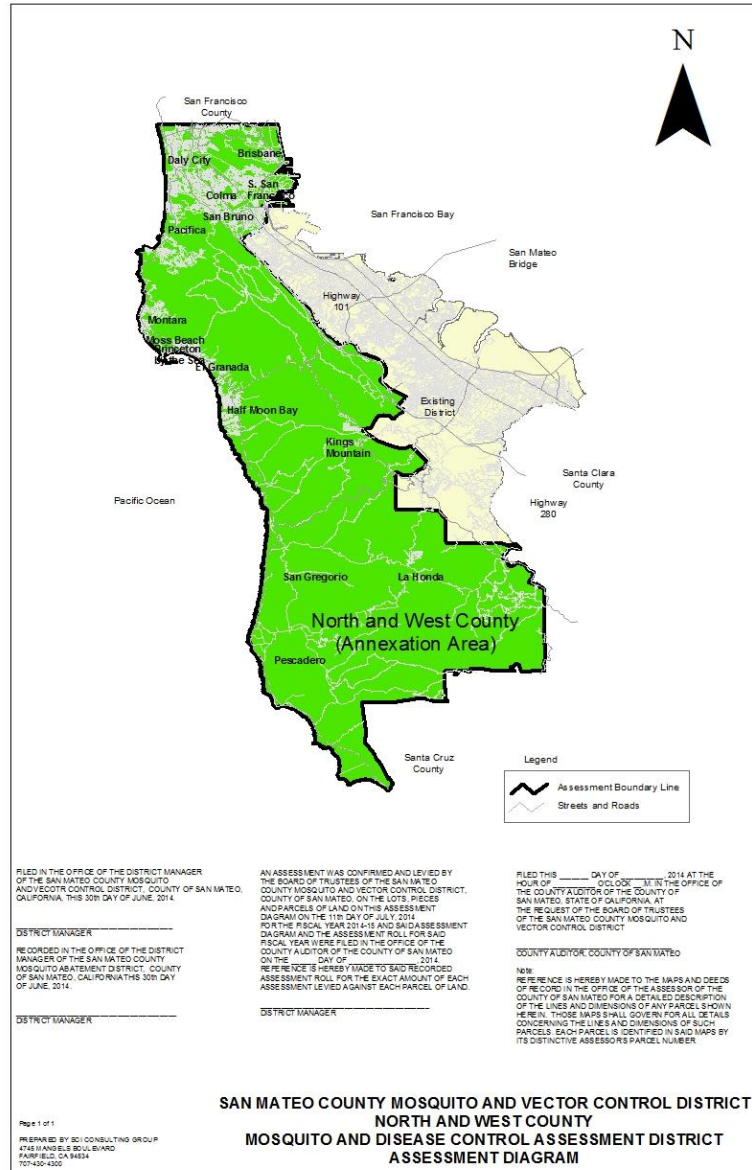 N
San Francisco
County
Daly City
Brisbane
Colma
S. San
Francisco
San Bruno
San Francisco Bay
Pacifica
San Mateo
Bridge
Highway
101
Montara
Moss Beach
Princeton
by the Sea
El Granada
Half Moon Bay
Existing
District
Kings
Mountain
Santa Clara
County
Highway
280
Pacific Ocean
San Gregorio
La Honda
North and West County
(Annexation Area)
Pescadero
Santa Cruz
County
Legend
Assessment Boundary Line
Streets and Roads
FILED IN THE OFFICE OF THE DISTRICT MANAGER
OF THE SAN MATEO COUNTY MOSQUITO
AND VECOTR CONTROL DISTRICT, COUNTY OF SAN MATEO,
CALIFORNIA, THIS 30th DAY OF JUNE, 2014.
DISTRICT MANAGER
RECORDED IN THE OFFICE OF THE DISTRICT
MANAGER OF THE SAN MATEO COUNTY
MOSQUITO ABATEMENT DISTRICT, COUNTY
OF SAN MATEO, CALIFORNIA THIS 30th DAY
OF JUNE, 2014.
DISTRICT MANAGER
AN ASSESSMENT WAS CONFIRMED AND LEVIED BY
THE BOARD OF TRUSTEES OF THE SAN MATEO
COUNTY MOSQUITO AND VECTOR CONTROL DISTRICT,
COUNTY OF SAN MATEO, ON THE LOTS, PIECES
AND PARCELS OF LAND ON THIS ASSESSMENT
DIAGRAM ON THE 11th DAY OF JULY, 2014
FOR THE FISCAL YEAR 2014-15 AND SAID ASSESSMENT
DIAGRAM AND THE ASSESSMENT ROLL FOR SAID
FISCAL YEAR WERE FILED IN THE OFFICE OF THE
COUNTY AUDITOR OF THE COUNTY OF SAN MATEO
ON THE ______ DAY OF __________, 2014.
REFERENCE IS HEREBY MADE TO SAID RECORDED
ASSESSMENT ROLL FOR THE EXACT AMOUNT OF EACH
ASSESSMENT LEVIED AGAINST EACH PARCEL OF LAND.
DISTRICT MANAGER
FILED THIS ______ DAY OF __________, 2014 AT THE
HOUR OF ________ O'CLOCK ___M. IN THE OFFICE OF
THE COUNTY AUDITOR OF THE COUNTY OF
SAN MATEO, STATE OF CALIFORNIA, AT
THE REQUEST OF THE BOARD OF TRUSTEES
OF THE SAN MATEO COUNTY MOSQUITO AND
VECTOR CONTROL DISTRICT
COUNTY AUDITOR, COUNTY OF SAN MATEO
Note:
REFERENCE IS HEREBY MADE TO THE MAPS AND DEEDS
OF RECORD IN THE OFFICE OF THE ASSESSOR OF THE
COUNTY OF SAN MATEO FOR A DETAILED DESCRIPTION
OF THE LINES AND DIMENSIONS OF ANY PARCEL SHOWN
HEREIN. THOSE MAPS SHALL GOVERN FOR ALL DETAILS
CONCERNING THE LINES AND DIMENSIONS OF SUCH
PARCELS. EACH PARCEL IS IDENTIFIED IN SAID MAPS BY
ITS DISTINCTIVE ASSESSOR'S PARCEL NUMBER
SAN MATEO COUNTY MOSQUITO AND VECTOR CONTROL DISTRICT
NORTH AND WEST COUNTY
MOSQUITO AND DISEASE CONTROL ASSESSMENT DISTRICT
ASSESSMENT DIAGRAM
Page 1 of 1
PREPARED BY SCI CONSULTING GROUP
4745 MANGELS BOULEVARD
FAIRFIELD, CA 94534
707-430-4300